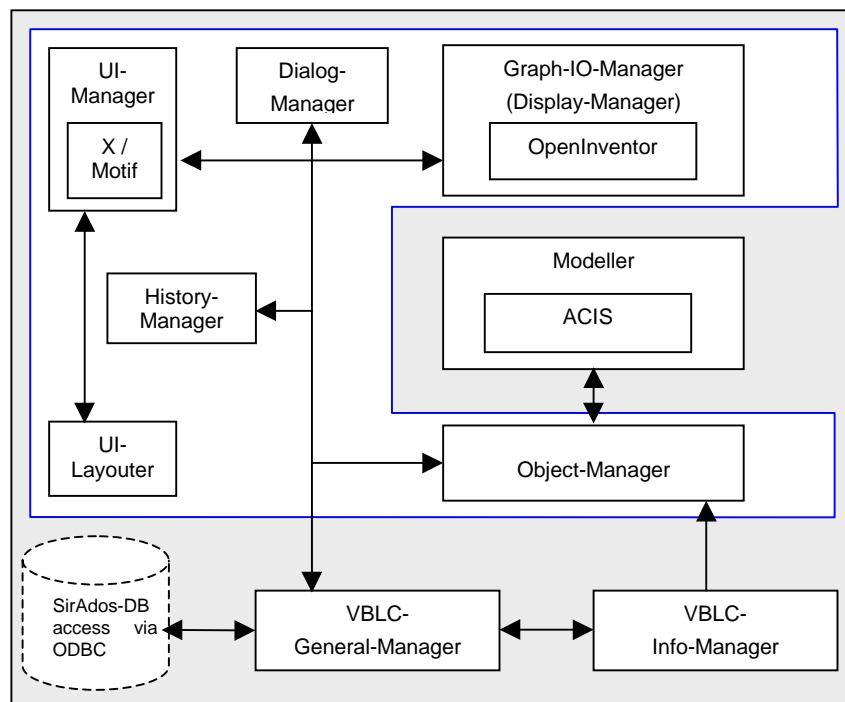 UI-
Manager
X /
Motif
Dialog-
Manager
Graph-IO-Manager
(Display-Manager)
OpenInventor
Modeller
ACIS
History-
Manager
UI-
Layouter
Object-Manager
SirAdos-DB
access via
ODBC
VBLC-
General-Manager
VBLC-
Info-Manager